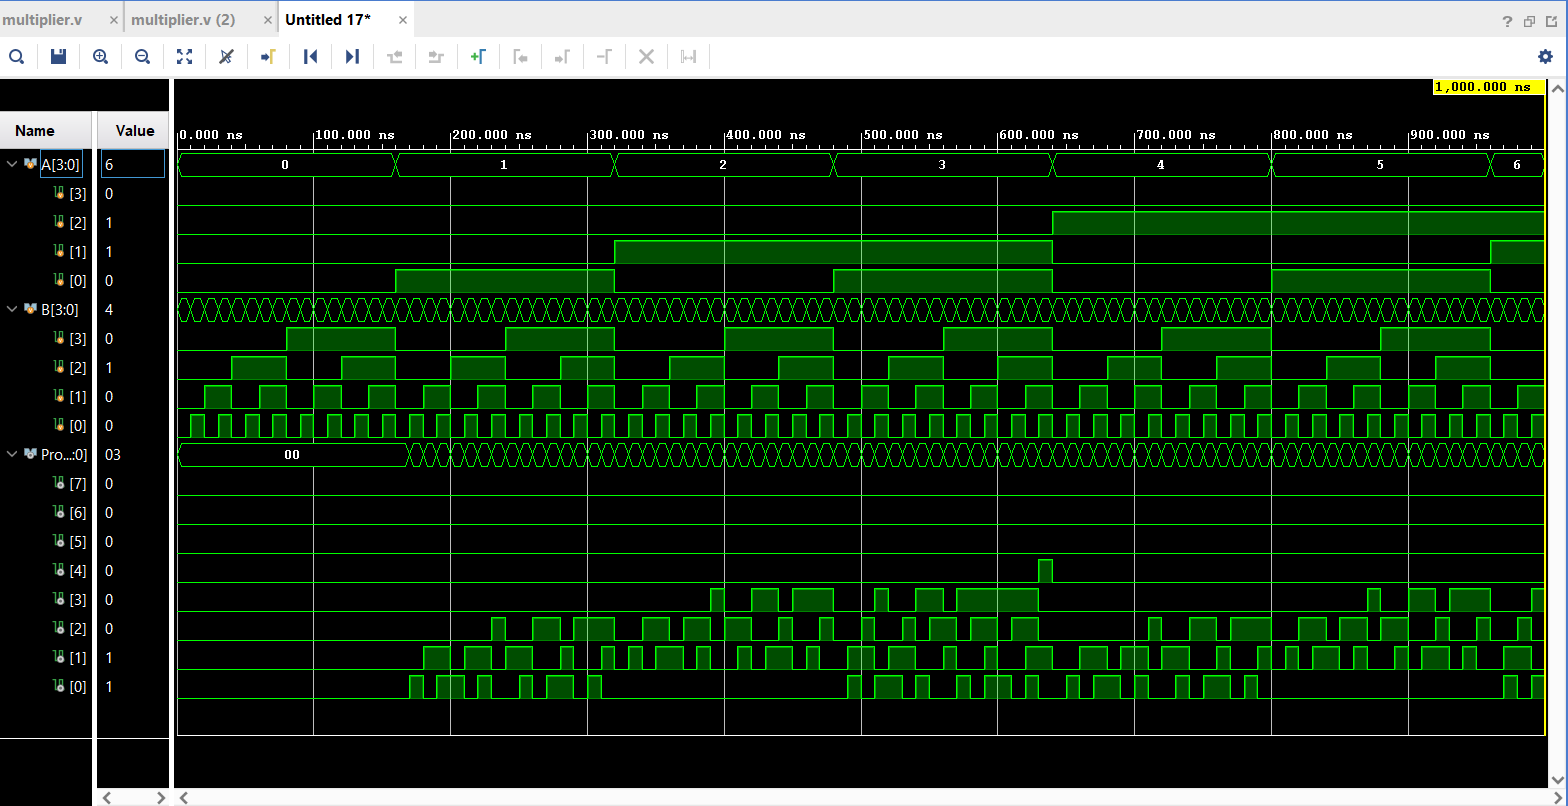 multiplier.v × multiplier.v (2) × Untitled 17* ×
?
1,000.000 ns
Name Value
0.000 ns 100.000 ns 200.000 ns 300.000 ns 400.000 ns 500.000 ns 600.000 ns 700.000 ns 800.000 ns 900.000 ns
A[3:0] 6 0 1 2 3 4 5 6
[3] 0
[2] 1
[1] 1
[0] 0
B[3:0] 4
[3] 0
[2] 1
[1] 0
[0] 0
Pro...:0] 03 00
[7] 0
[6] 0
[5] 0
[4] 0
[3] 0
[2] 0
[1] 1
[0] 1